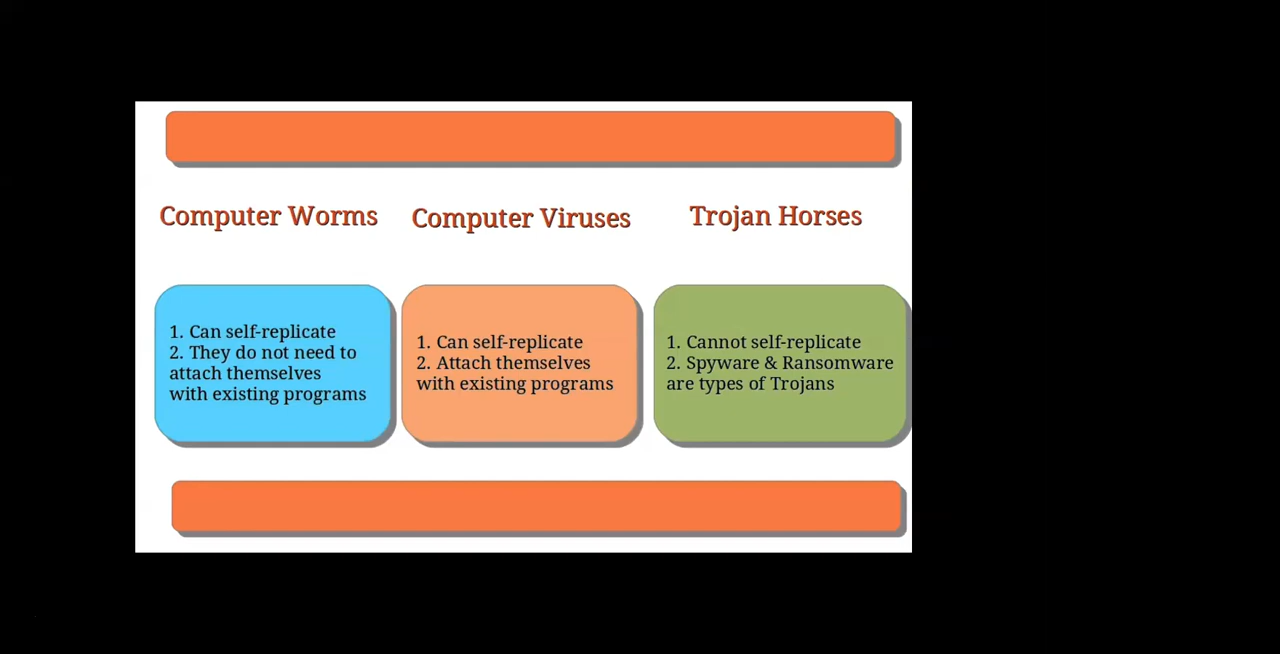 Computer Worms
Computer Viruses
Trojan Horses
1. Can self-replicate
2. They do not need to
attach themselves
with existing programs
1. Can self-replicate
2. Attach themselves
with existing programs
1. Cannot self-replicate
2. Spyware & Ransomware
are types of Trojans